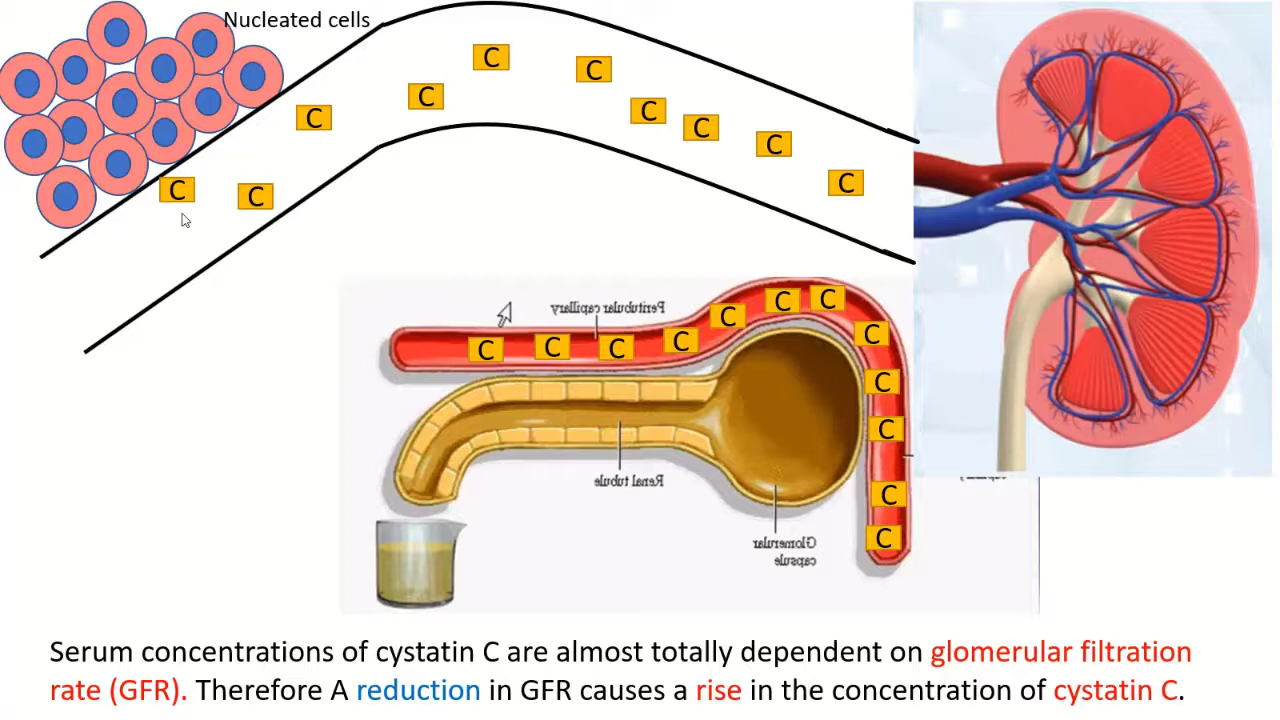 Nucleated cells
C
C
C
C
C
C
C
C
C
C
Peritubular capillary
C
C
C
C
C
C
C
C
C
C
C
C
Renal tubule
Glomerular
capsule
Serum concentrations of cystatin C are almost totally dependent on glomerular filtration
rate (GFR). Therefore A reduction in GFR causes a rise in the concentration of cystatin C.